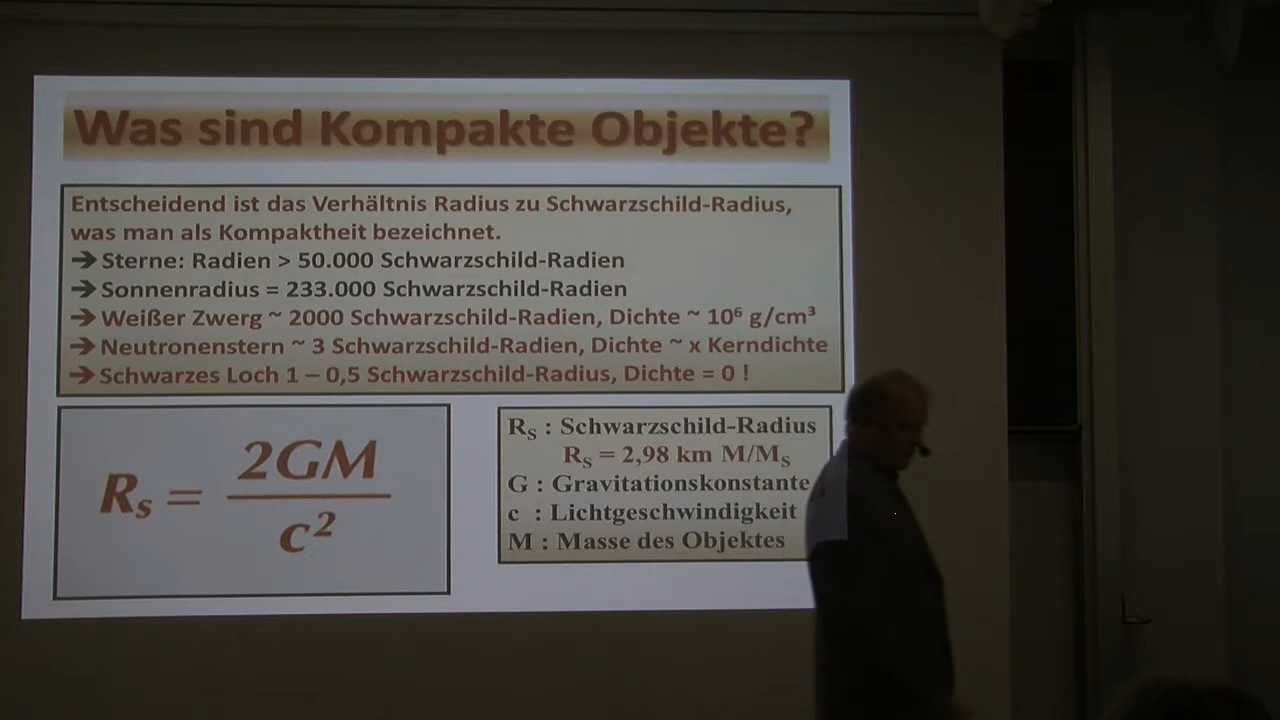 Was sind Kompakte Objekte?
Entscheidend ist das Verhältnis Radius zu Schwarzschild-Radius,
was man als Kompaktheit bezeichnet.
➔ Sterne: Radien > 50.000 Schwarzschild-Radien
➔ Sonnenradius = 233.000 Schwarzschild-Radien
➔ Weißer Zwerg ~ 2000 Schwarzschild-Radien, Dichte ~ 10⁶ g/cm³
➔ Neutronenstern ~ 3 Schwarzschild-Radien, Dichte ~ x Kerndichte
➔ Schwarzes Loch 1 – 0,5 Schwarzschild-Radius, Dichte = 0 !
Rₛ = 2GM / c²
R_S : Schwarzschild-Radius
R_S = 2,98 km M/M_S
G : Gravitationskonstante
c : Lichtgeschwindigkeit
M : Masse des Objektes